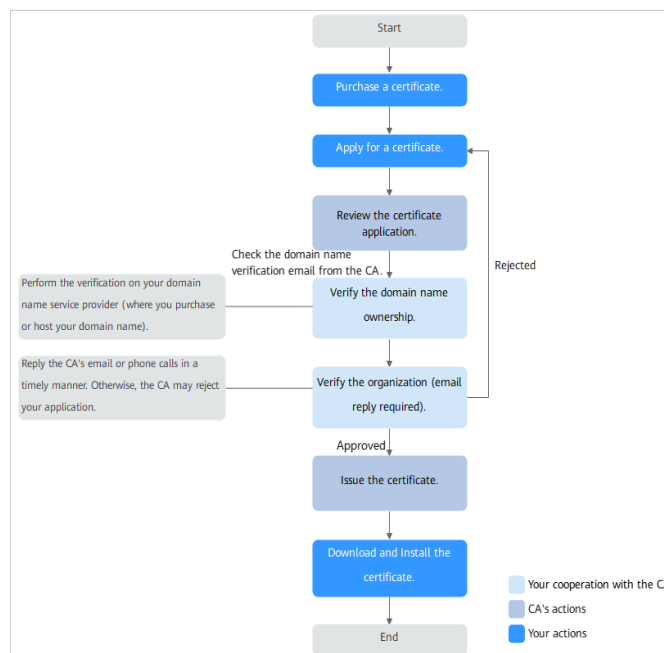 Start
Purchase a certificate.
Apply for a certificate.
Review the certificate
application.
Check the domain name
verification email from the CA.
Rejected
Perform the verification on your domain
name service provider (where you purchase
or host your domain name).
Verify the domain name
ownership.
Reply the CA's email or phone calls in a
timely manner. Otherwise, the CA may reject
your application.
Verify the organization (email
reply required).
Approved
Issue the certificate.
Download and Install the
certificate.
Your cooperation with the CA
CA's actions
Your actions
End